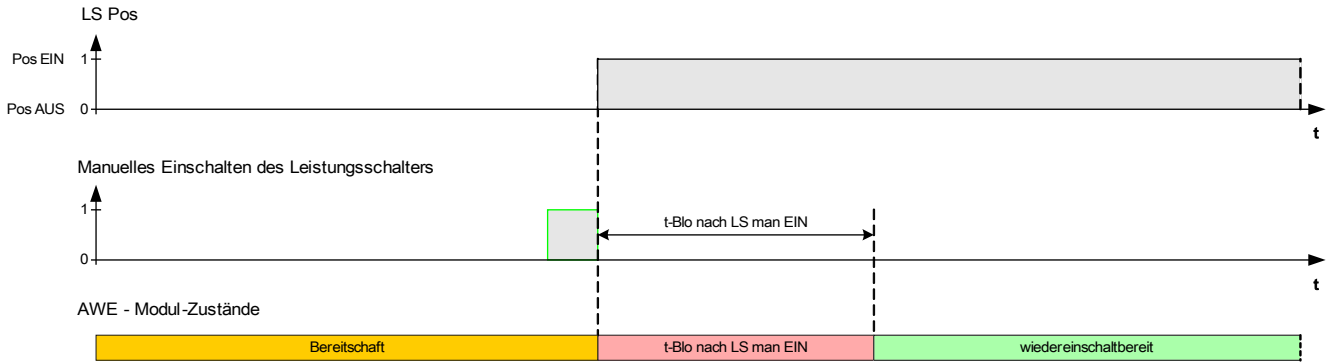 LS Pos
Pos EIN 1
Pos AUS 0
t
Manuelles Einschalten des Leistungsschalters
1
t-Blo nach LS man EIN
0
t
AWE - Modul-Zustände
Bereitschaft t-Blo nach LS man EIN wiedereinschaltbereit